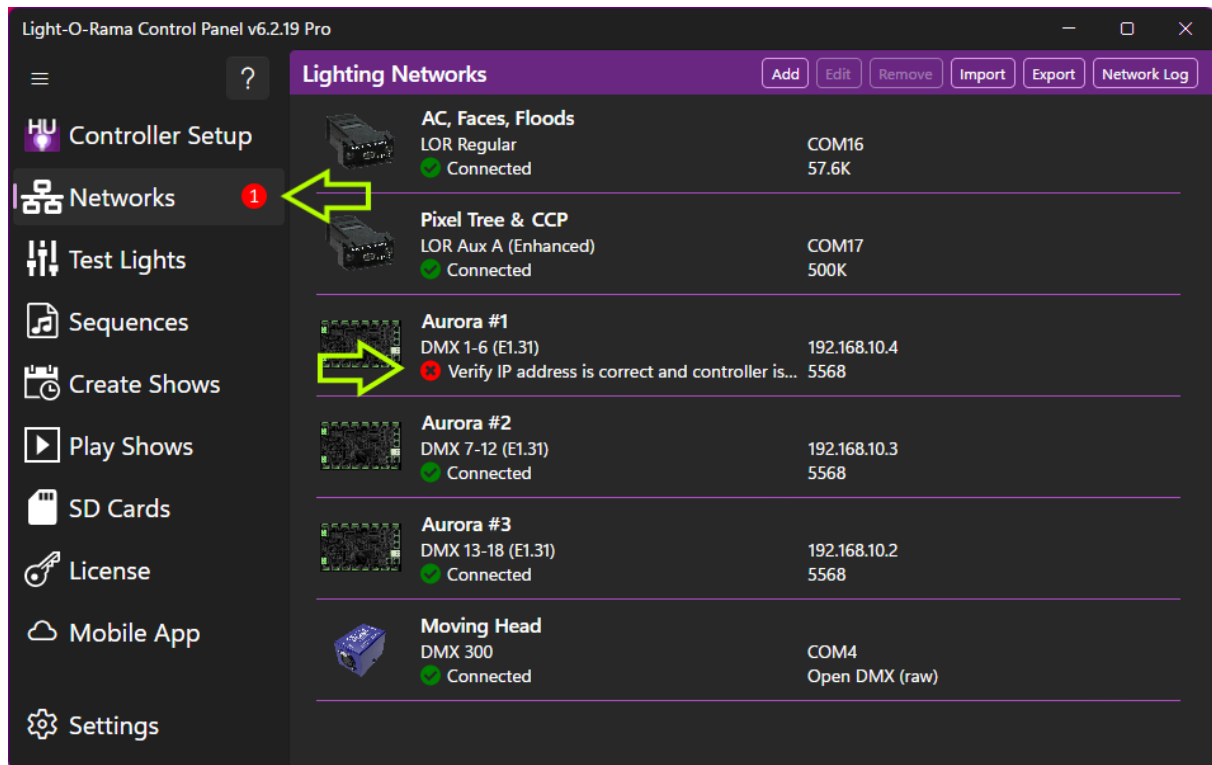 Light-O-Rama Control Panel v6.2.19 Pro
?
Lighting Networks
Add Edit Remove Import Export Network Log
HU Controller Setup
Networks 1
Test Lights
Sequences
Create Shows
Play Shows
SD Cards
License
Mobile App
Settings
AC, Faces, Floods
LOR Regular COM16
Connected 57.6K
Pixel Tree & CCP
LOR Aux A (Enhanced) COM17
Connected 500K
Aurora #1
DMX 1-6 (E1.31) 192.168.10.4
Verify IP address is correct and controller is... 5568
Aurora #2
DMX 7-12 (E1.31) 192.168.10.3
Connected 5568
Aurora #3
DMX 13-18 (E1.31) 192.168.10.2
Connected 5568
Moving Head
DMX 300 COM4
Connected Open DMX (raw)